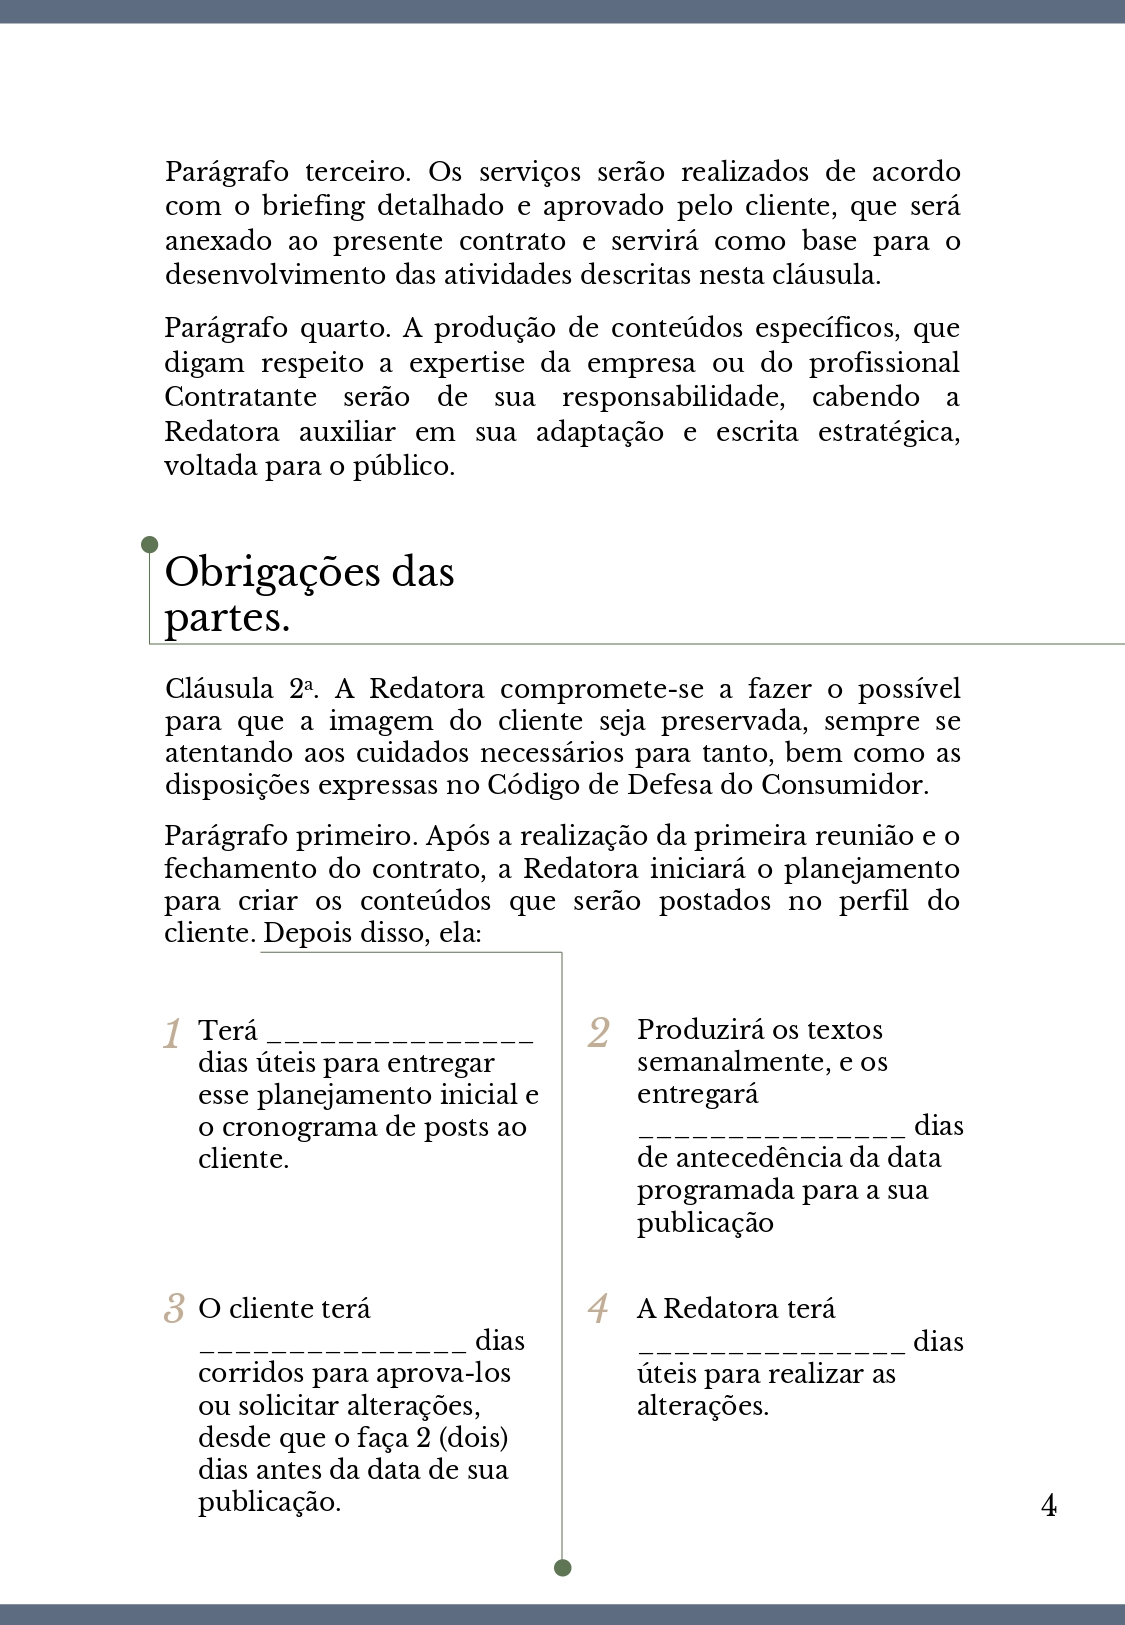 Parágrafo terceiro. Os serviços serão realizados de acordo
com o briefing detalhado e aprovado pelo cliente, que será
anexado ao presente contrato e servirá como base para o
desenvolvimento das atividades descritas nesta cláusula.
Parágrafo quarto. A produção de conteúdos específicos, que
digam respeito a expertise da empresa ou do profissional
Contratante serão de sua responsabilidade, cabendo a
Redatora auxiliar em sua adaptação e escrita estratégica,
voltada para o público.
Obrigações das
partes.
Cláusula 2ª. A Redatora compromete-se a fazer o possível
para que a imagem do cliente seja preservada, sempre se
atentando aos cuidados necessários para tanto, bem como as
disposições expressas no Código de Defesa do Consumidor.
Parágrafo primeiro. Após a realização da primeira reunião e o
fechamento do contrato, a Redatora iniciará o planejamento
para criar os conteúdos que serão postados no perfil do
cliente. Depois disso, ela:
1 Terá _______________
dias úteis para entregar
esse planejamento inicial e
o cronograma de posts ao
cliente.
2 Produzirá os textos
semanalmente, e os
entregará
_______________ dias
de antecedência da data
programada para a sua
publicação
3 O cliente terá
_______________ dias
corridos para aprova-los
ou solicitar alterações,
desde que o faça 2 (dois)
dias antes da data de sua
publicação.
4 A Redatora terá
_______________ dias
úteis para realizar as
alterações.
4